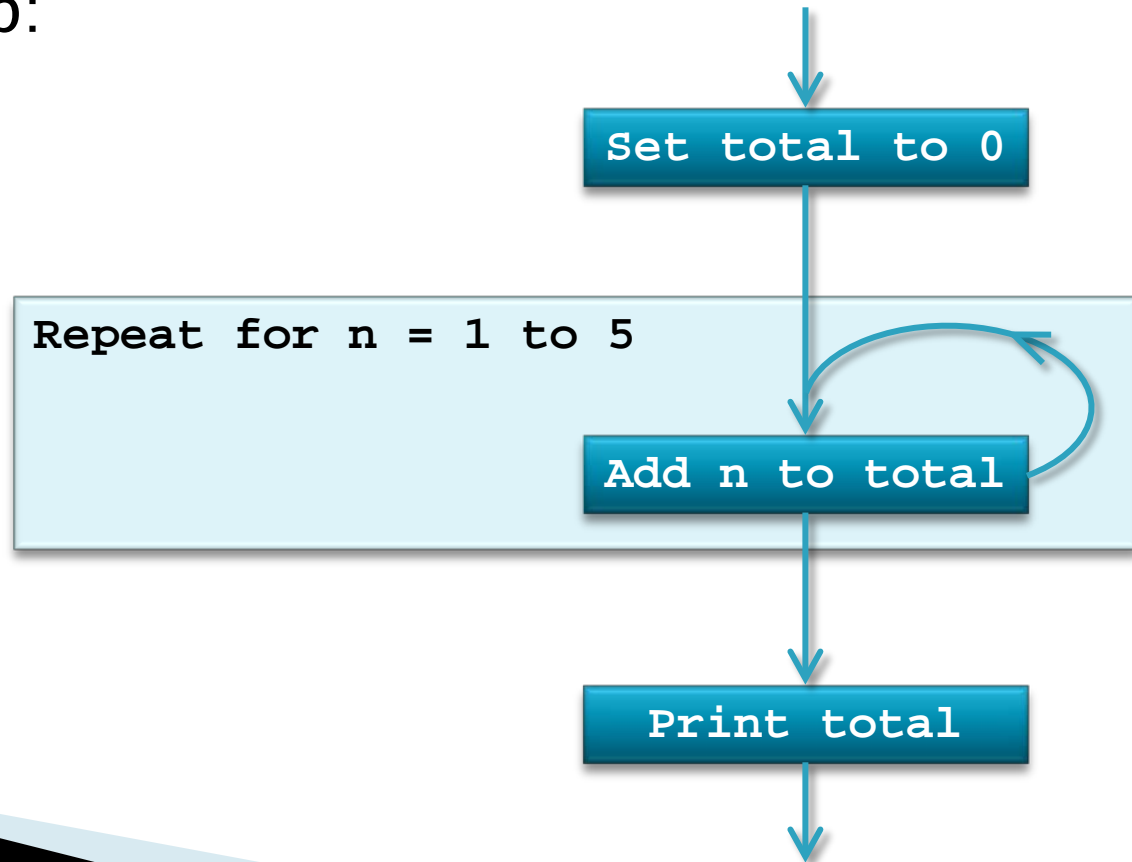 Set total to 0
Repeat for n = 1 to 5
Add n to total
Print total